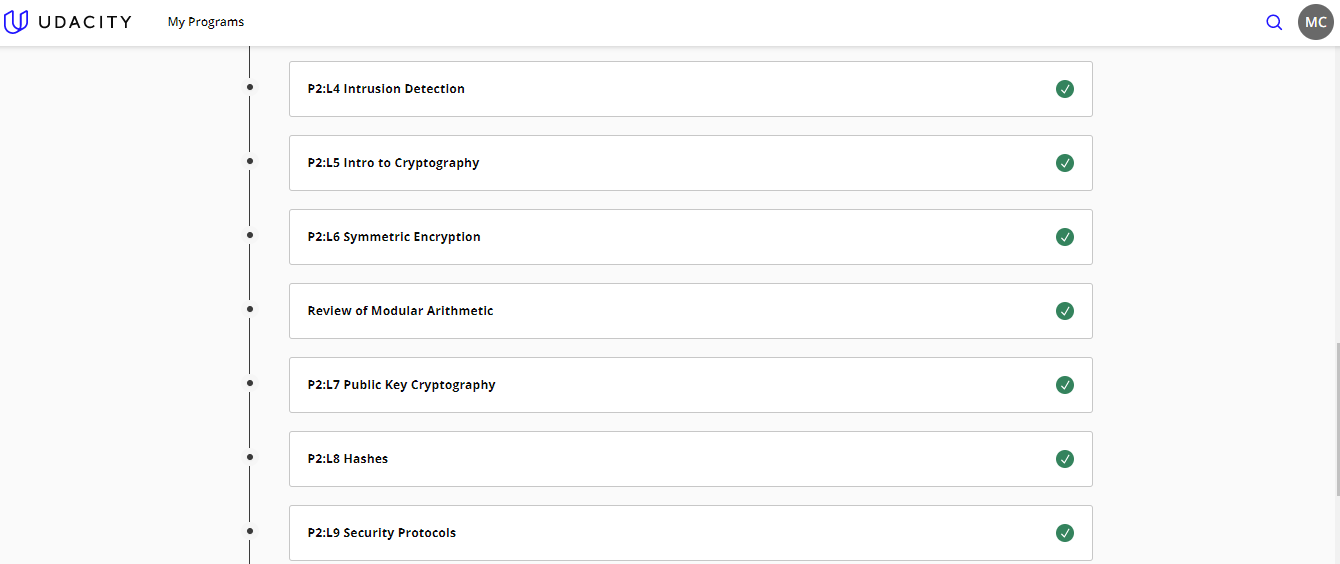 UDACITY
My Programs
MC
P2:L4 Intrusion Detection
P2:L5 Intro to Cryptography
P2:L6 Symmetric Encryption
Review of Modular Arithmetic
P2:L7 Public Key Cryptography
P2:L8 Hashes
P2:L9 Security Protocols